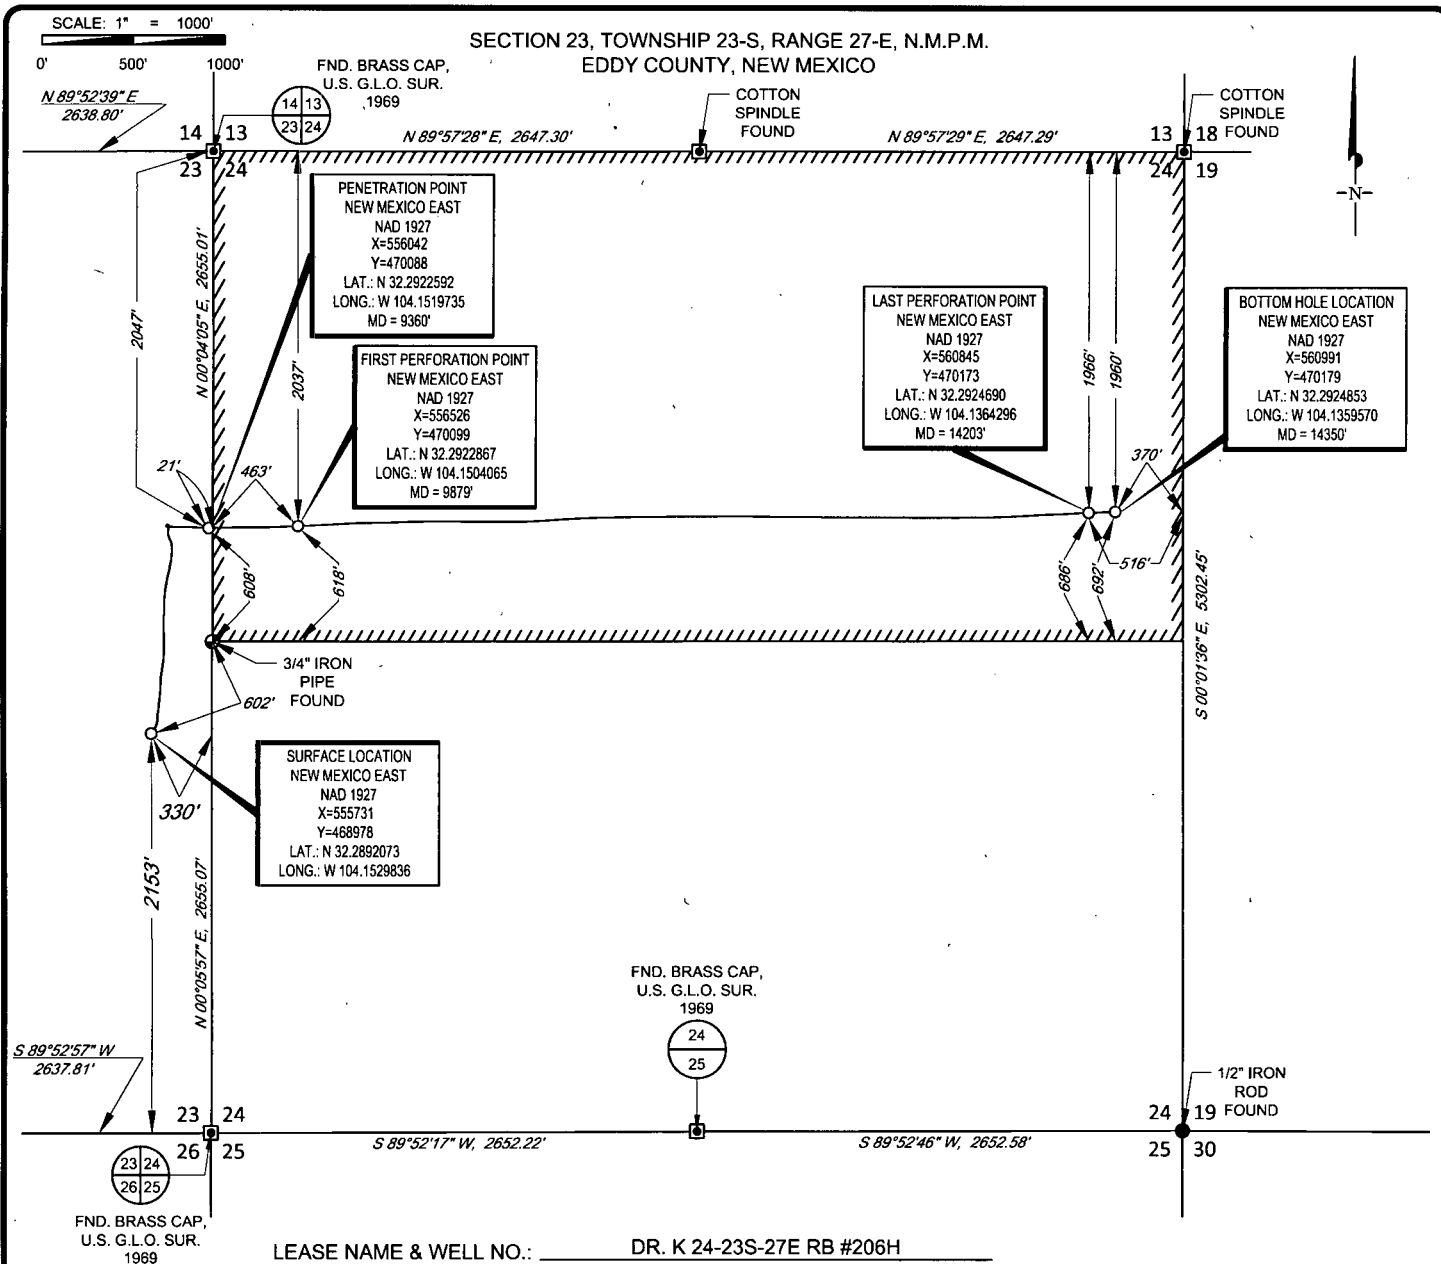 SCALE: 1" = 1000'
0' 500' 1000'
SECTION 23, TOWNSHIP 23-S, RANGE 27-E, N.M.P.M.
EDDY COUNTY, NEW MEXICO
N 89°52'39" E
2638.80'
FND. BRASS CAP,
U.S. G.L.O. SUR.
1969
14 13
23 24
14 13
23 24
N 89°57'28" E, 2647.30'
COTTON
SPINDLE
FOUND
N 89°57'29" E, 2647.29'
COTTON
SPINDLE
FOUND
13 18
24 19
-N-
PENETRATION POINT
NEW MEXICO EAST
NAD 1927
X=556042
Y=470088
LAT.: N 32.2922592
LONG.: W 104.1519735
MD = 9360'
N 00°04'05" E, 2655.01'
2047'
2037'
FIRST PERFORATION POINT
NEW MEXICO EAST
NAD 1927
X=556526
Y=470099
LAT.: N 32.2922867
LONG.: W 104.1504065
MD = 9879'
LAST PERFORATION POINT
NEW MEXICO EAST
NAD 1927
X=560845
Y=470173
LAT.: N 32.2924690
LONG.: W 104.1364296
MD = 14203'
1966'
1960'
BOTTOM HOLE LOCATION
NEW MEXICO EAST
NAD 1927
X=560991
Y=470179
LAT.: N 32.2924853
LONG.: W 104.1359570
MD = 14350'
21'
463'
370'
608'
618'
686'
692'
516'
S 00°01'36" E, 5302.45'
3/4" IRON
PIPE
FOUND
602'
330'
2153'
SURFACE LOCATION
NEW MEXICO EAST
NAD 1927
X=555731
Y=468978
LAT.: N 32.2892073
LONG.: W 104.1529836
N 00°05'57" E, 2655.07'
FND. BRASS CAP,
U.S. G.L.O. SUR.
1969
24
25
S 89°52'57" W
2637.81'
1/2" IRON
ROD
FOUND
23 24
26 25
S 89°52'17" W, 2652.22'
S 89°52'46" W, 2652.58'
24 19
25 30
23 24
26 25
FND. BRASS CAP,
U.S. G.L.O. SUR.
1969
LEASE NAME & WELL NO.: DR. K 24-23S-27E RB #206H